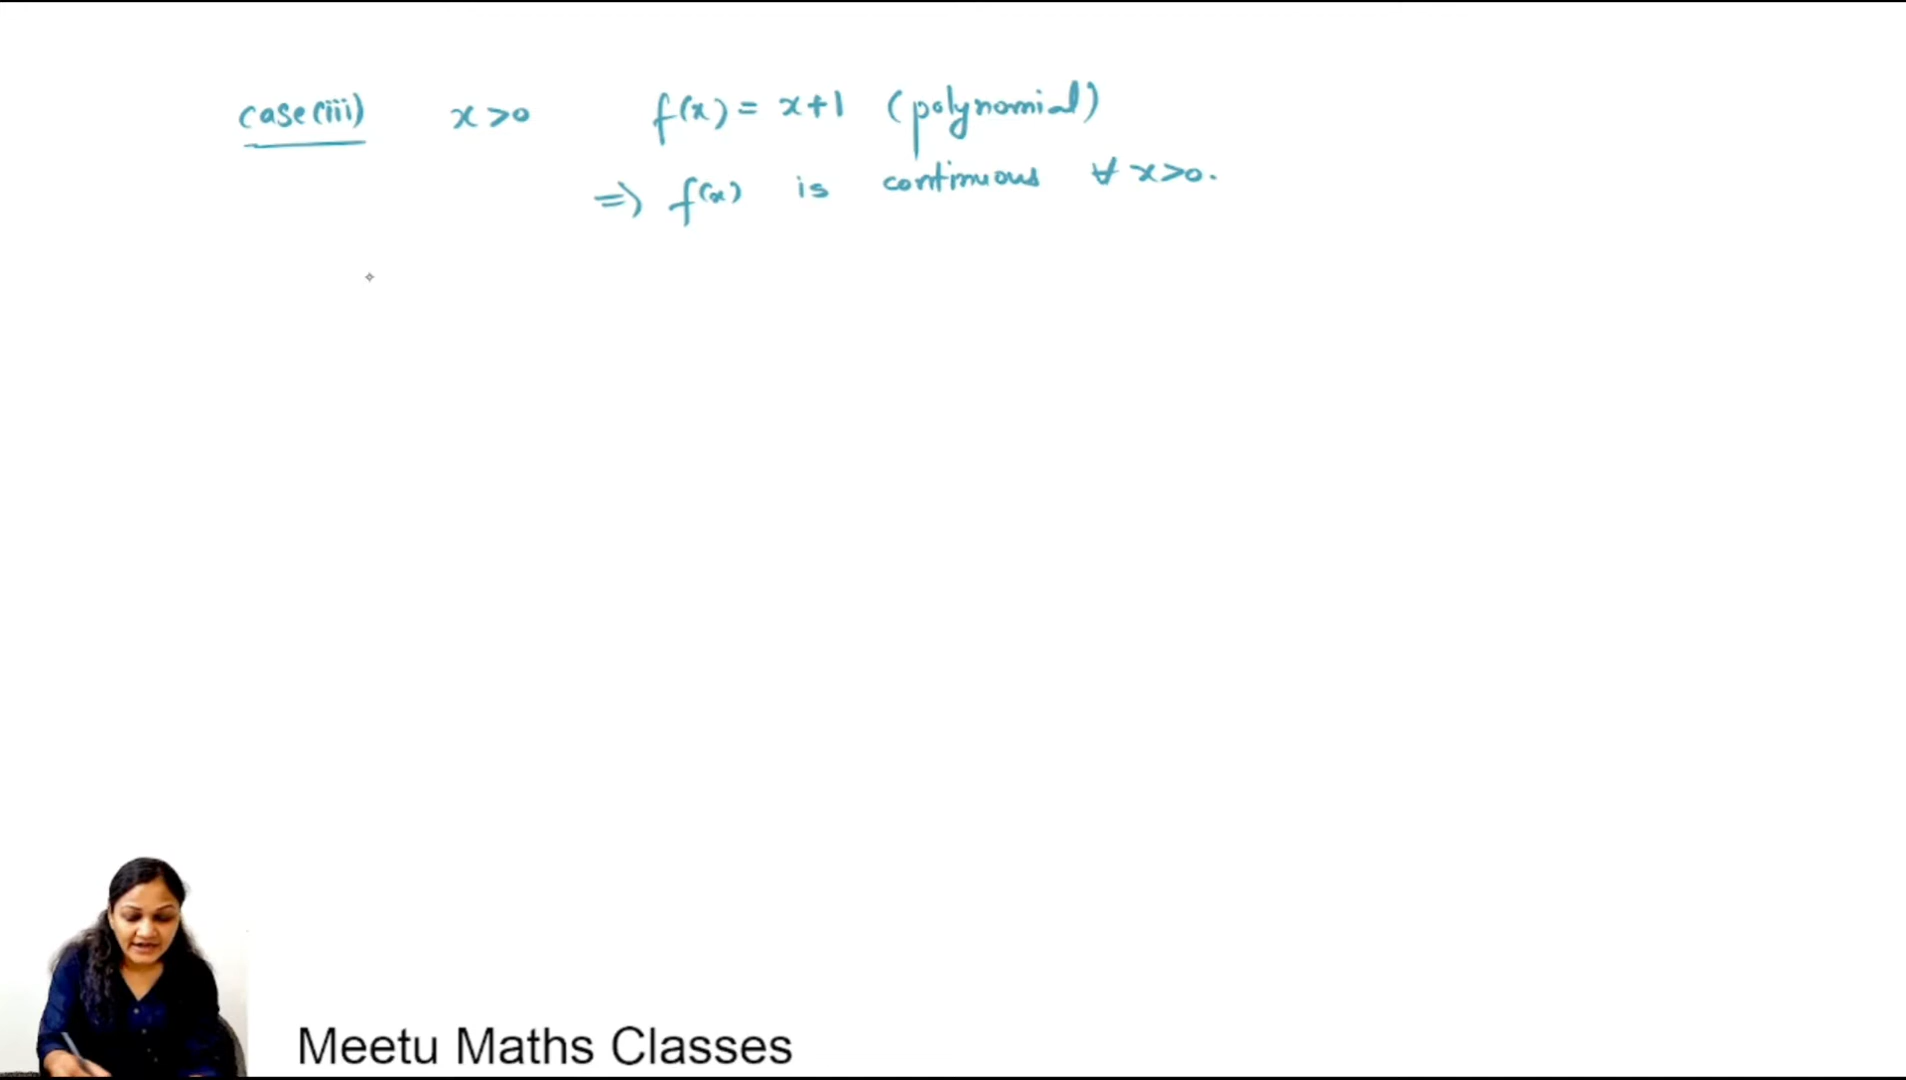 case(iii) x>0 f(x) = x+1 (polynomial)
⇒ f(x) is continuous ∀ x>0.
Meetu Maths Classes